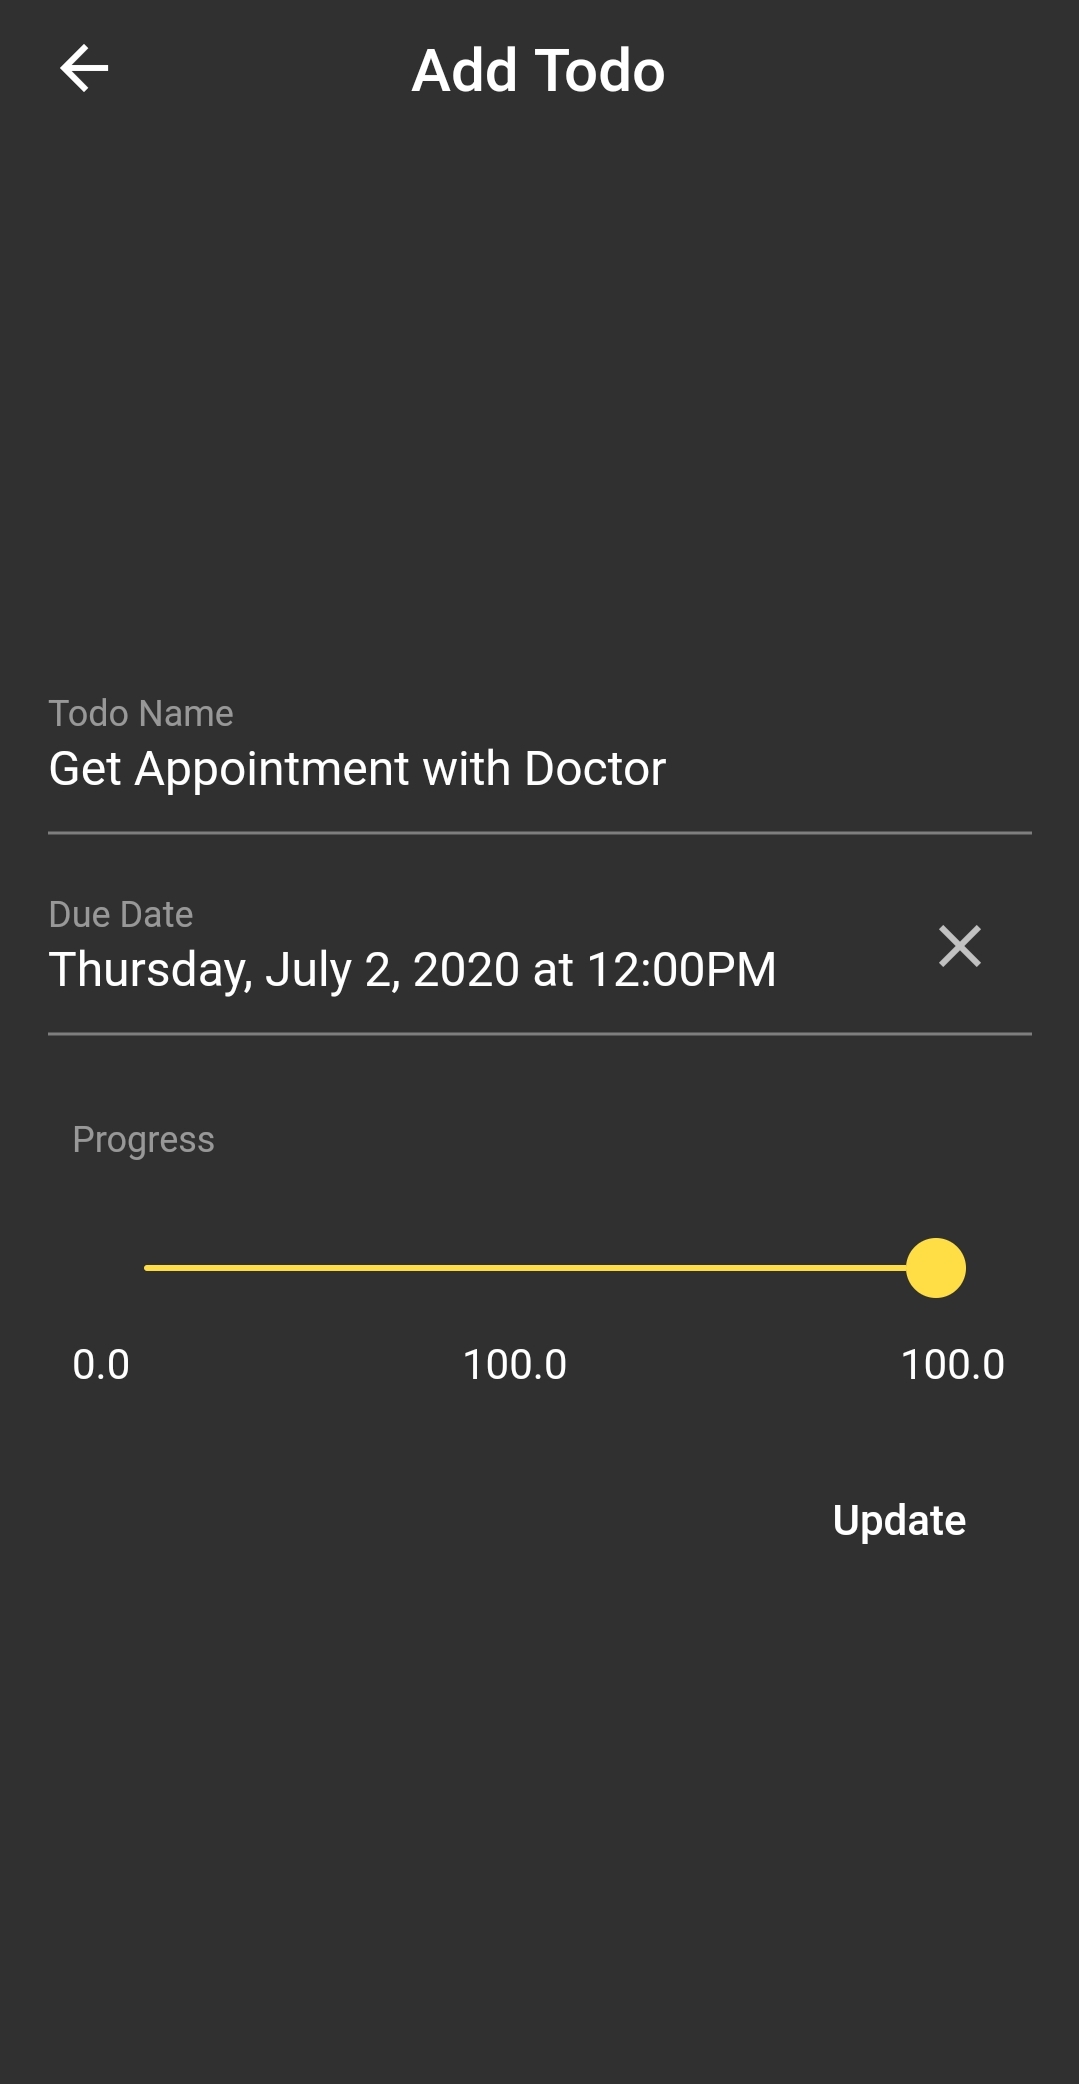 Add Todo
Todo Name
Get Appointment with Doctor
Due Date
Thursday, July 2, 2020 at 12:00PM
Progress
0.0 100.0 100.0
Update